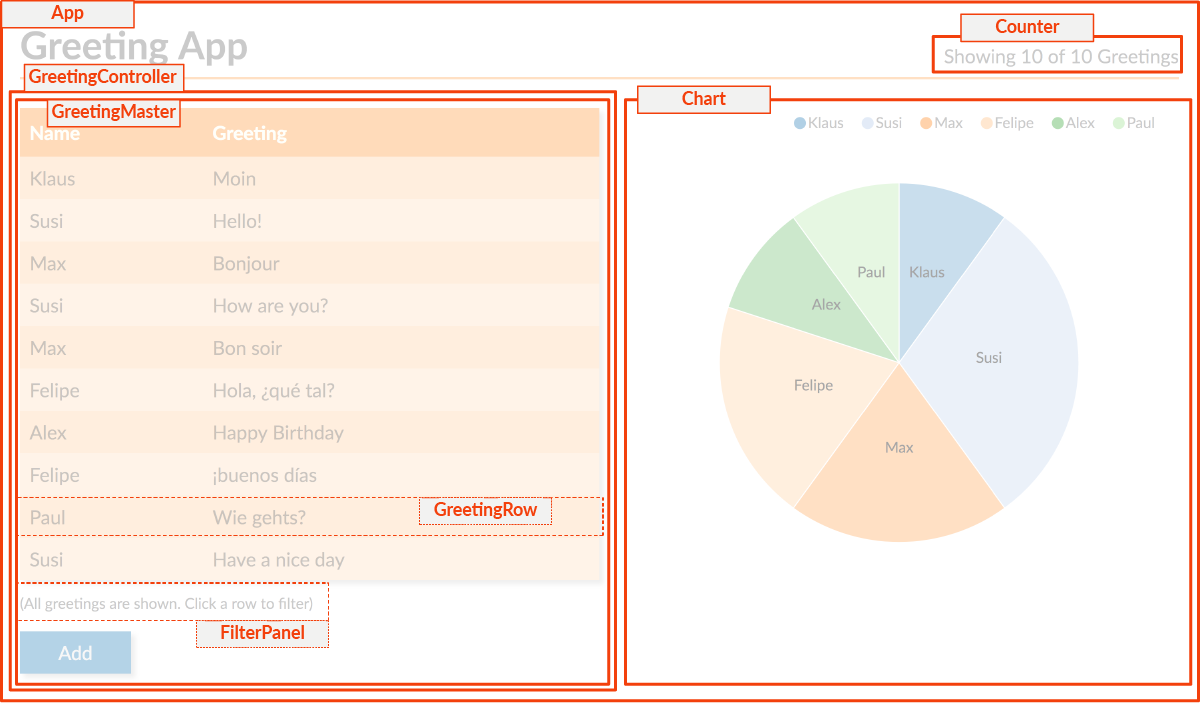 App
Greeting App
Counter
Showing 10 of 10 Greetings
GreetingController
GreetingMaster
Name Greeting
Klaus Moin
Susi Hello!
Max Bonjour
Susi How are you?
Max Bon soir
Felipe Hola, ¿qué tal?
Alex Happy Birthday
Felipe ¡buenos días
Paul Wie gehts?
GreetingRow
Susi Have a nice day
(All greetings are shown. Click a row to filter)
FilterPanel
Add
Chart
Klaus Susi Max Felipe Alex Paul
Paul Klaus
Alex
Susi
Felipe
Max